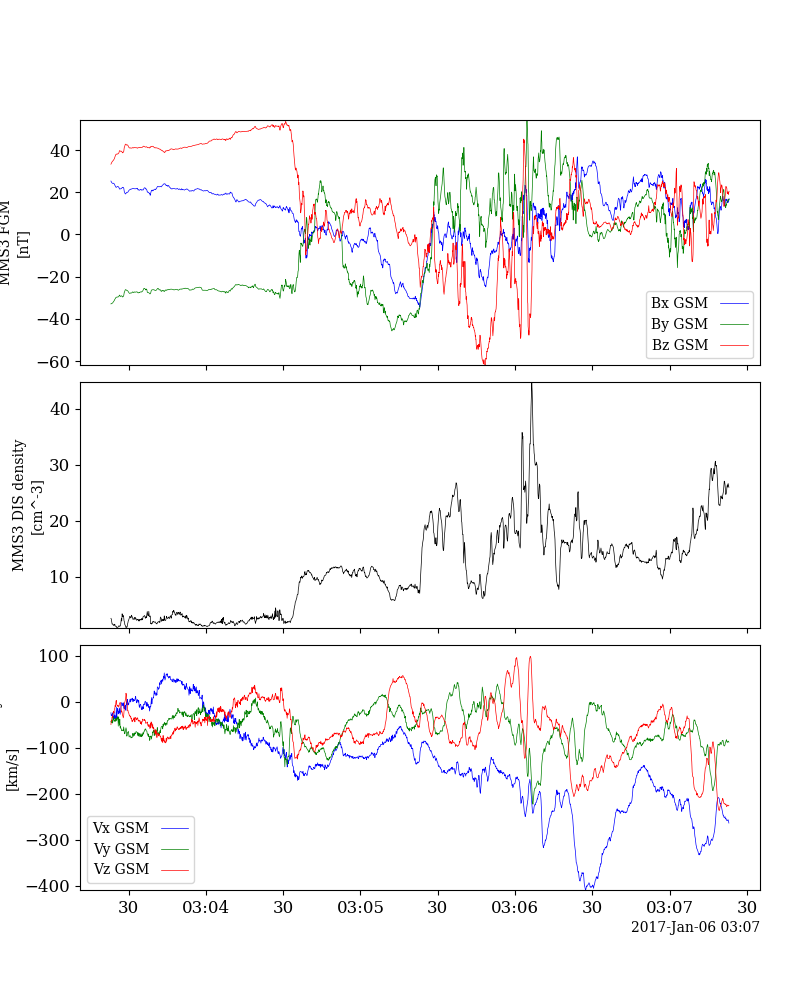 MMS3 FGM
[nT]
40
20
0
−20
−40
−60
Bx GSM
By GSM
Bz GSM
MMS3 DIS density
[cm^-3]
40
30
20
10
[km/s]
100
0
−100
−200
−300
−400
Vx GSM
Vy GSM
Vz GSM
30 03:04 30 03:05 30 03:06 30 03:07 30
2017-Jan-06 03:07